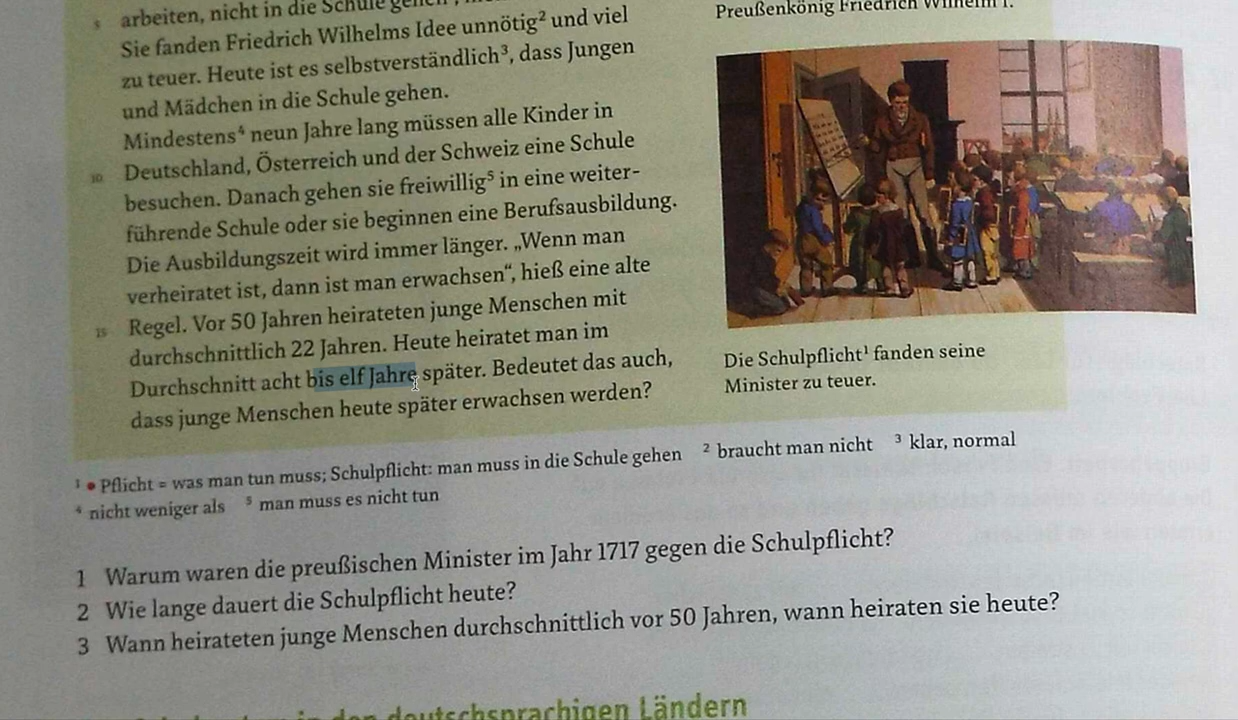 arbeiten, nicht in die Schule
5 Sie fanden Friedrich Wilhelms Idee unnötig² und viel
zu teuer. Heute ist es selbstverständlich³, dass Jungen
und Mädchen in die Schule gehen.
Mindestens⁴ neun Jahre lang müssen alle Kinder in
10 Deutschland, Österreich und der Schweiz eine Schule
besuchen. Danach gehen sie freiwillig⁵ in eine weiter-
führende Schule oder sie beginnen eine Berufsausbildung.
Die Ausbildungszeit wird immer länger. „Wenn man
verheiratet ist, dann ist man erwachsen“, hieß eine alte
15 Regel. Vor 50 Jahren heirateten junge Menschen mit
durchschnittlich 22 Jahren. Heute heiratet man im
Durchschnitt acht bis elf Jahre später. Bedeutet das auch,
dass junge Menschen heute später erwachsen werden?
Preußenkönig Friedrich Wilhelm I.
Die Schulpflicht¹ fanden seine
Minister zu teuer.
¹ • Pflicht = was man tun muss; Schulpflicht: man muss in die Schule gehen ² braucht man nicht ³ klar, normal
⁴ nicht weniger als ⁵ man muss es nicht tun
1 Warum waren die preußischen Minister im Jahr 1717 gegen die Schulpflicht?
2 Wie lange dauert die Schulpflicht heute?
3 Wann heirateten junge Menschen durchschnittlich vor 50 Jahren, wann heiraten sie heute?
in den deutschsprachigen Ländern